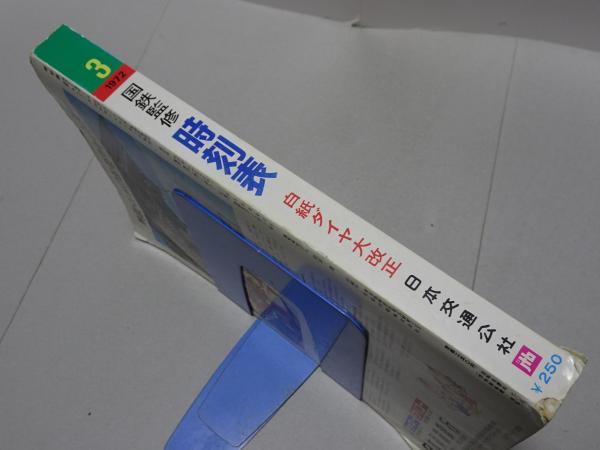 3
1972
国鉄監修
時刻表
白紙ダイヤ大改正
日本交通公社
jtb
￥250